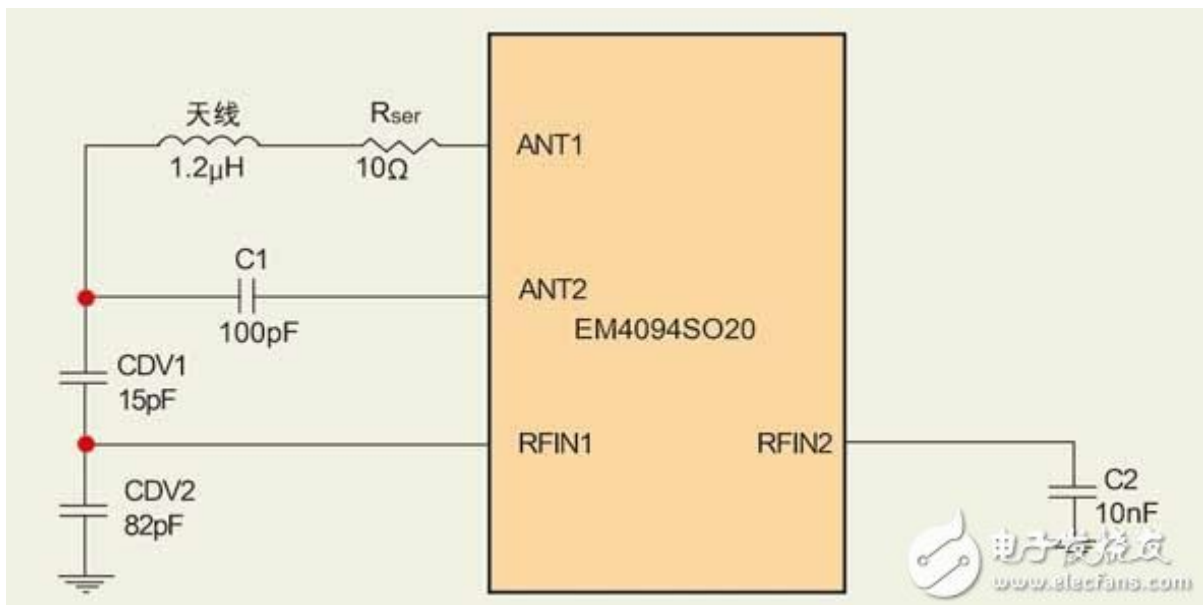 天线
1.2μH
Rser
10Ω
ANT1
C1
100pF
ANT2
EM4094SO20
CDV1
15pF
RFIN1
RFIN2
CDV2
82pF
C2
10nF
电子发烧友
www.elecfans.com